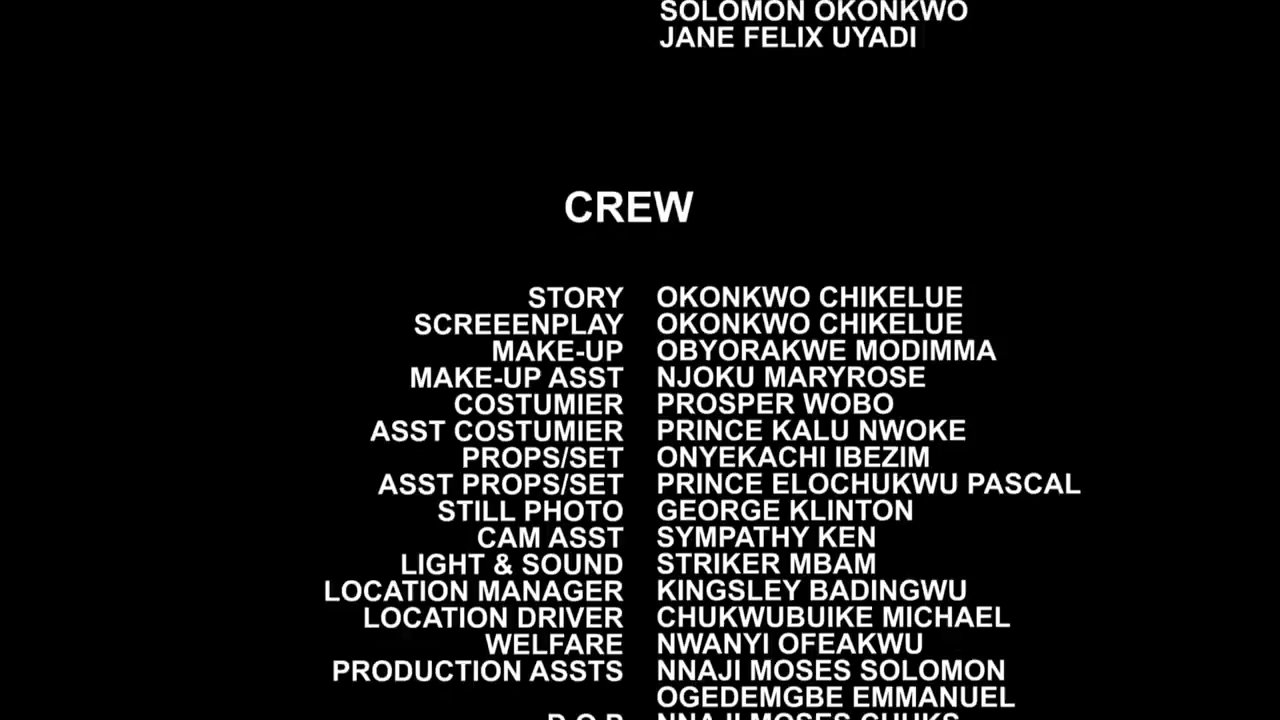 SOLOMON OKONKWO
JANE FELIX UYADI
CREW
STORY OKONKWO CHIKELUE
SCREEENPLAY OKONKWO CHIKELUE
MAKE-UP OBYORAKWE MODIMMA
MAKE-UP ASST NJOKU MARYROSE
COSTUMIER PROSPER WOBO
ASST COSTUMIER PRINCE KALU NWOKE
PROPS/SET ONYEKACHI IBEZIM
ASST PROPS/SET PRINCE ELOCHUKWU PASCAL
STILL PHOTO GEORGE KLINTON
CAM ASST SYMPATHY KEN
LIGHT & SOUND STRIKER MBAM
LOCATION MANAGER KINGSLEY BADINGWU
LOCATION DRIVER CHUKWUBUIKE MICHAEL
WELFARE NWANYI OFEAKWU
PRODUCTION ASSTS NNAJI MOSES SOLOMON
OGEDEMGBE EMMANUEL
NNAJI MOSES CHUKS